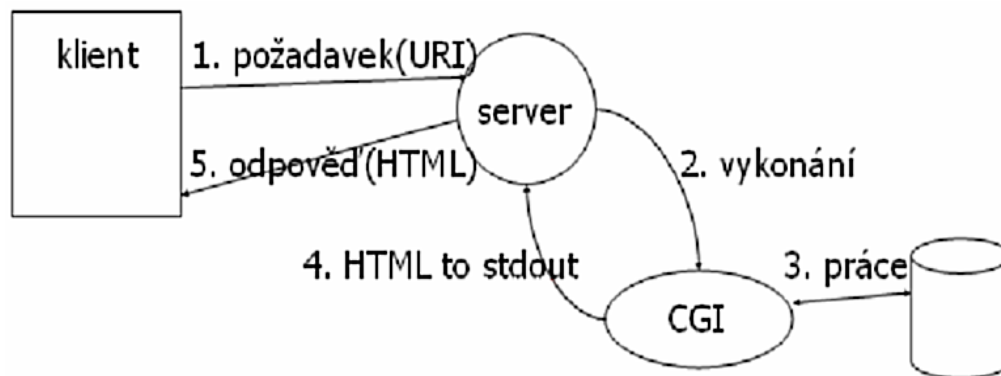 klient
1. požadavek(URI)
server
5. odpověď(HTML)
2. vykonání
4. HTML to stdout
3. práce
CGI